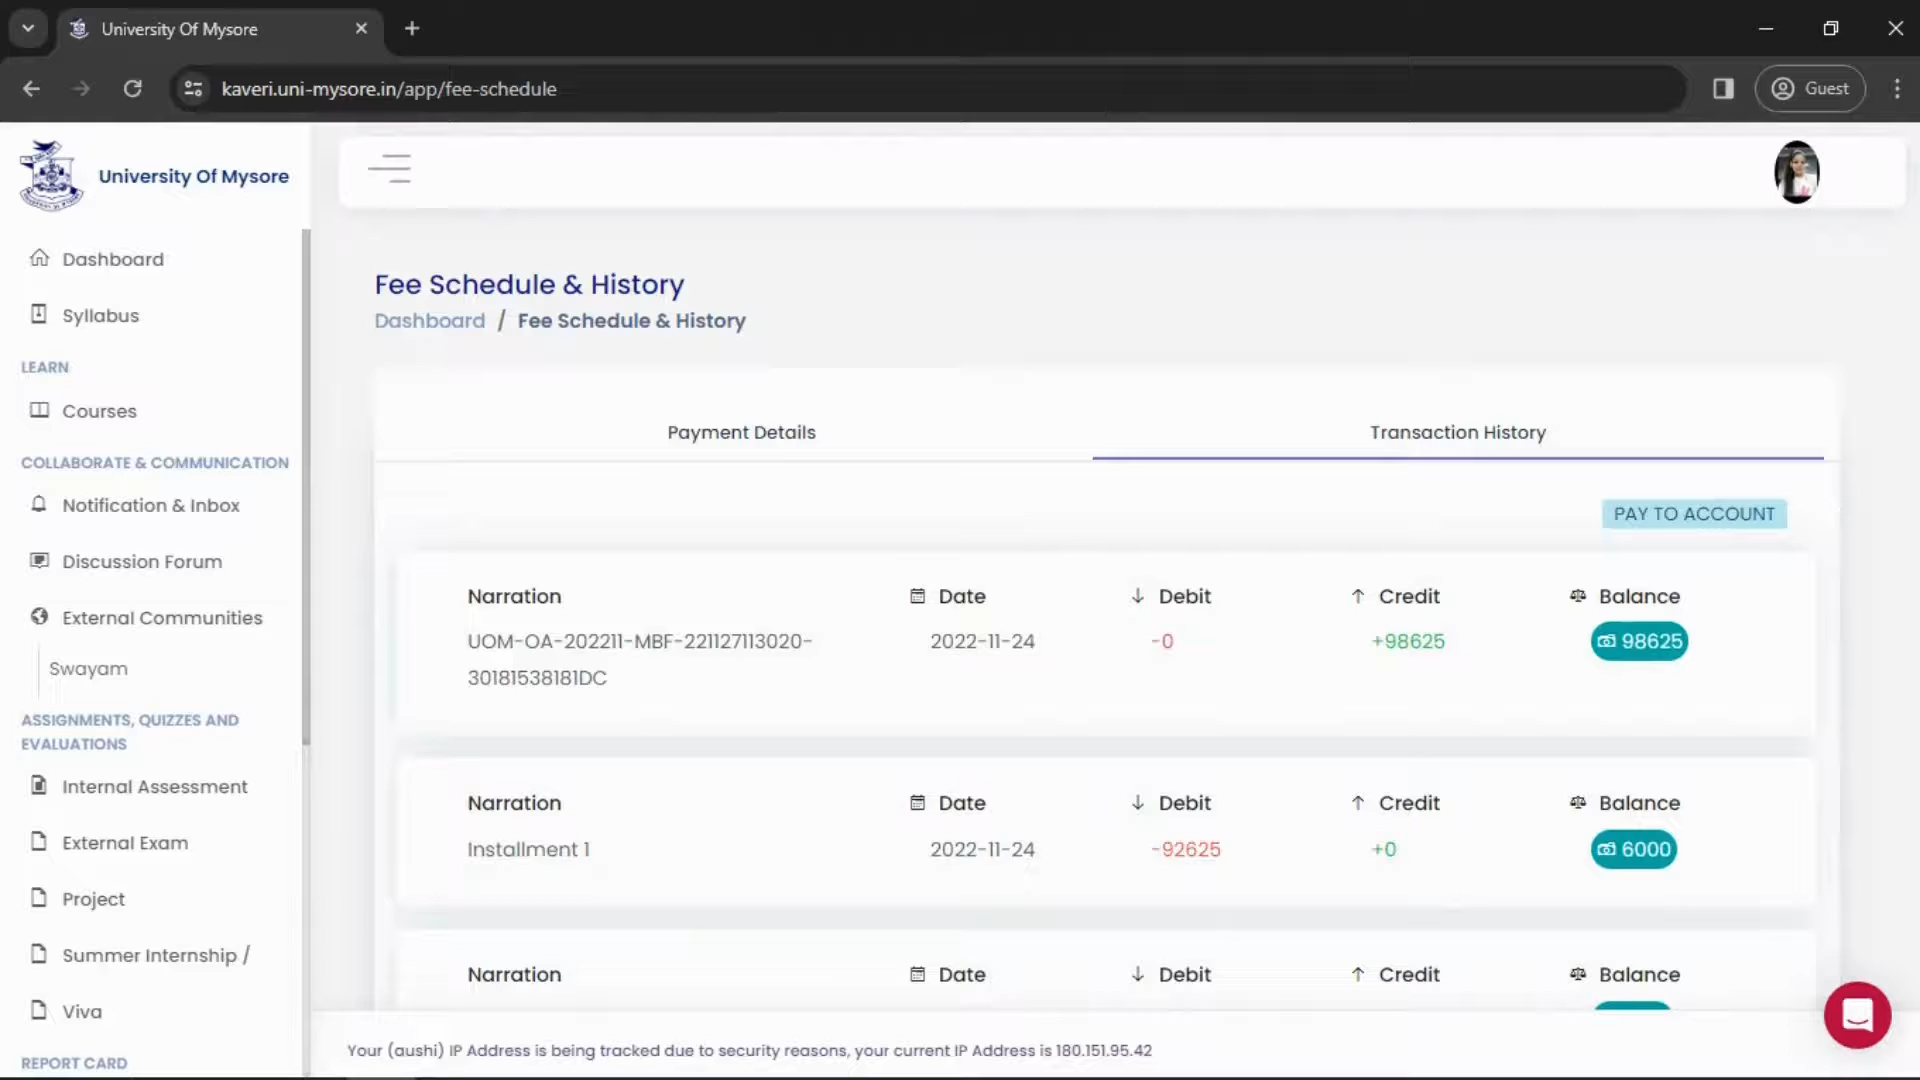 University Of Mysore
kaveri.uni-mysore.in/app/fee-schedule
Guest
University Of Mysore
Dashboard
Syllabus
LEARN
Courses
COLLABORATE & COMMUNICATION
Notification & Inbox
Discussion Forum
External Communities
Swayam
ASSIGNMENTS, QUIZZES AND
EVALUATIONS
Internal Assessment
External Exam
Project
Summer Internship /
Viva
REPORT CARD
Fee Schedule & History
Dashboard / Fee Schedule & History
Payment Details Transaction History
PAY TO ACCOUNT
Narration Date Debit Credit Balance
UOM-OA-202211-MBF-221127113020- 2022-11-24 -0 +98625 98625
30181538181DC
Narration Date Debit Credit Balance
Installment 1 2022-11-24 -92625 +0 6000
Narration Date Debit Credit Balance
Your (aushi) IP Address is being tracked due to security reasons, your current IP Address is 180.151.95.42